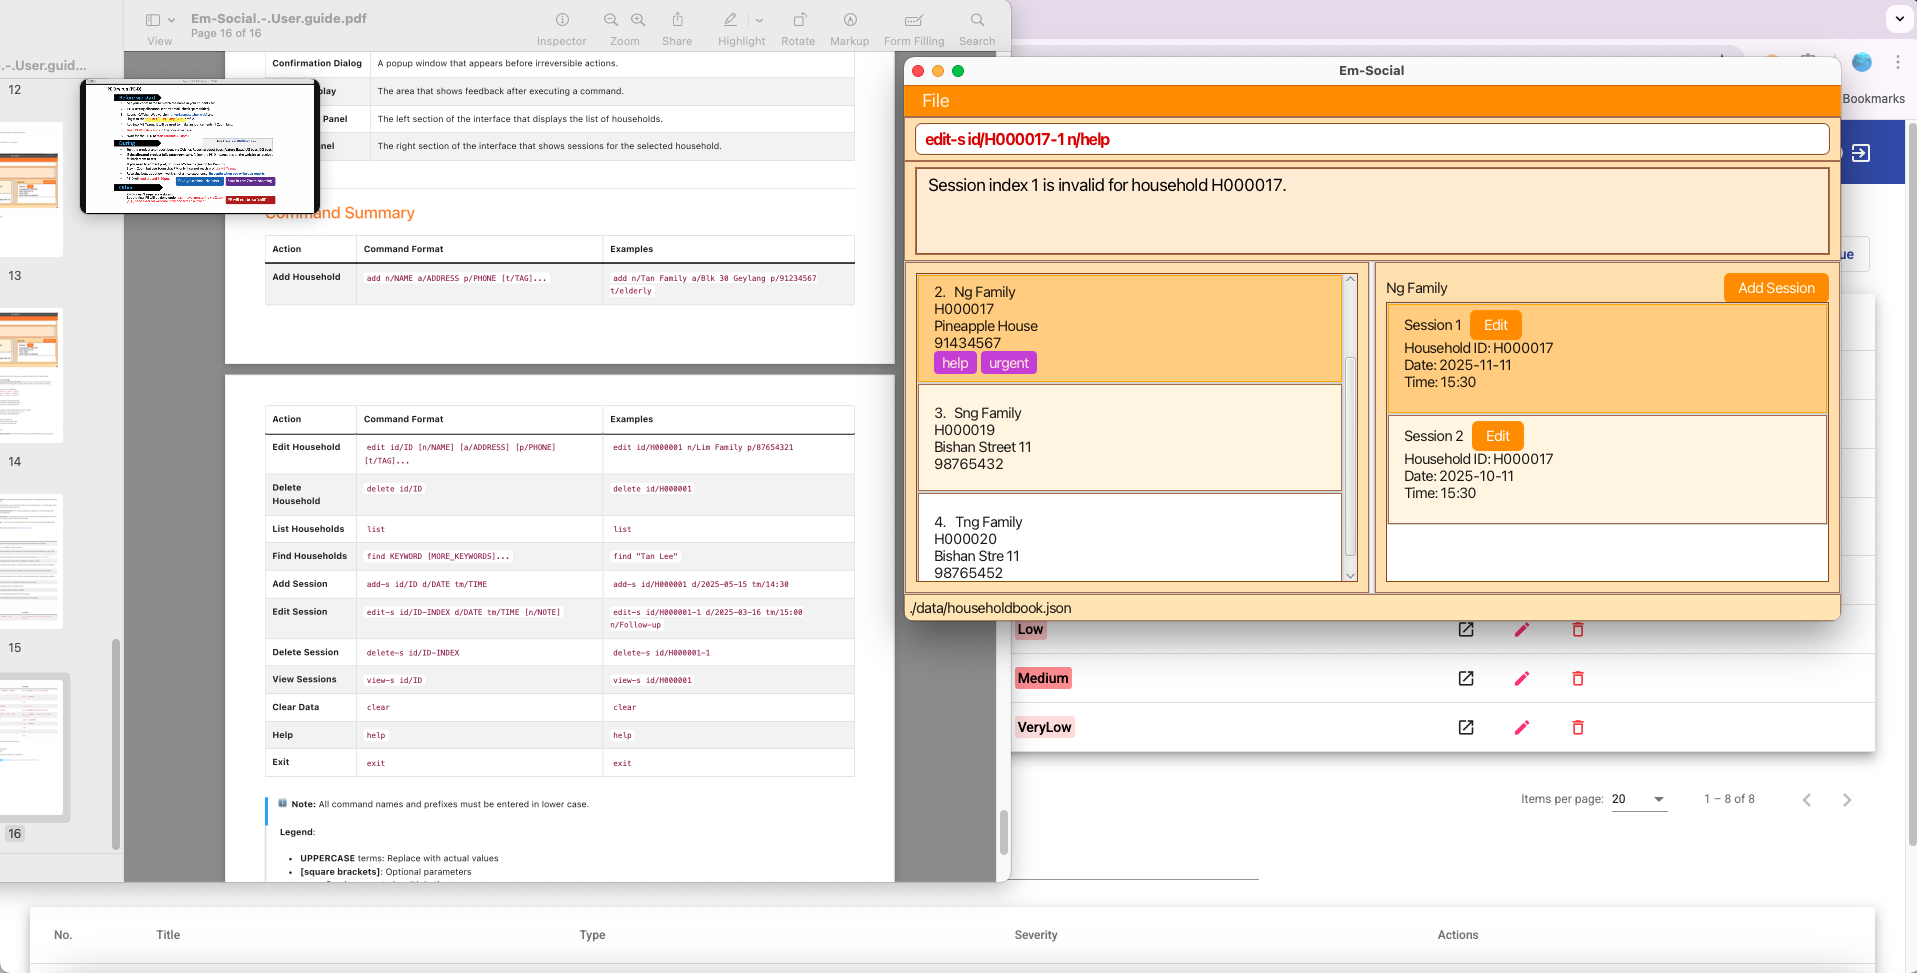 Em-Social.-.User.guide.pdf
Page 16 of 16
View
Inspector
Zoom
Share
Highlight
Rotate
Markup
Form Filling
Search
.-.User.guid...
12
13
14
15
16
Confirmation Dialog
A popup window that appears before irreversible actions.
play
The area that shows feedback after executing a command.
Panel
The left section of the interface that displays the list of households.
nel
The right section of the interface that shows sessions for the selected household.
Command Summary
Action Command Format Examples
Add Household add n/NAME a/ADDRESS p/PHONE [t/TAG]... add n/Tan Family a/Blk 30 Geylang p/91234567
t/elderly
Action Command Format Examples
Edit Household edit id/ID [n/NAME] [a/ADDRESS] [p/PHONE] edit id/H000001 n/Lim Family p/87654321
[t/TAG]...
Delete
Household delete id/ID delete id/H000001
List Households list list
Find Households find KEYWORD [MORE_KEYWORDS]... find "Tan Lee"
Add Session add-s id/ID d/DATE tm/TIME add-s id/H000001 d/2025-05-15 tm/14:30
Edit Session edit-s id/ID-INDEX d/DATE tm/TIME [n/NOTE] edit-s id/H000001-1 d/2025-03-16 tm/15:00
n/Follow-up
Delete Session delete-s id/ID-INDEX delete-s id/H000001-1
View Sessions view-s id/ID view-s id/H000001
Clear Data clear clear
Help help help
Exit exit exit
Note: All command names and prefixes must be entered in lower case.
Legend:
• UPPERCASE terms: Replace with actual values
• [square brackets]: Optional parameters
Em-Social
File
edit-s id/H000017-1 n/help
Session index 1 is invalid for household H000017.
2. Ng Family
H000017
Pineapple House
91434567
help urgent
3. Sng Family
H000019
Bishan Street 11
98765432
4. Tng Family
H000020
Bishan Stre 11
98765452
Ng Family
Add Session
Session 1 Edit
Household ID: H000017
Date: 2025-11-11
Time: 15:30
Session 2 Edit
Household ID: H000017
Date: 2025-10-11
Time: 15:30
./data/householdbook.json
Bookmarks
ue
Low
Medium
VeryLow
Items per page: 20
1 – 8 of 8
No. Title Type Severity Actions